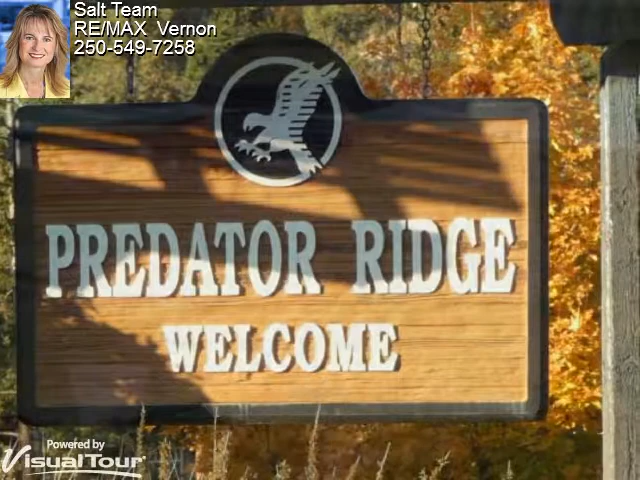 Salt Team
RE/MAX Vernon
250-549-7258
PREDATOR RIDGE
WELCOME
Powered by
VISUALTOUR